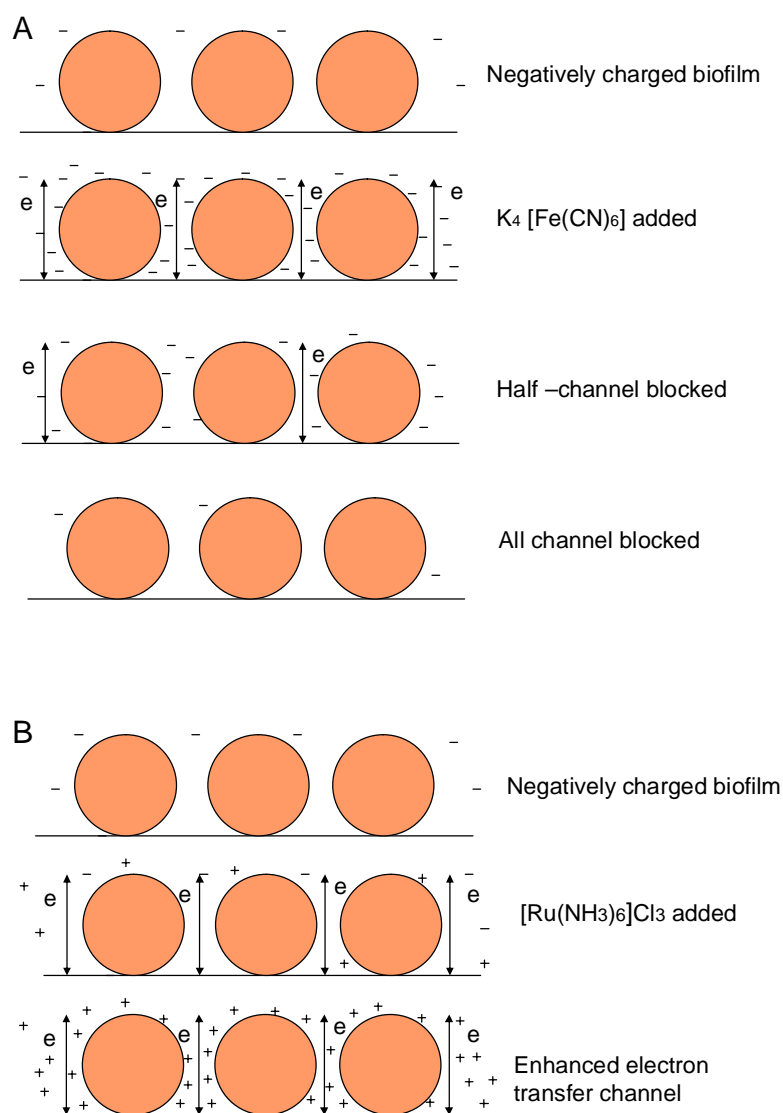 A
Negatively charged biofilm
e e e e
K4 [Fe(CN)6] added
e e
Half –channel blocked
All channel blocked
B
Negatively charged biofilm
e e e e
[Ru(NH3)6]Cl3 added
e e e e
Enhanced electron
transfer channel